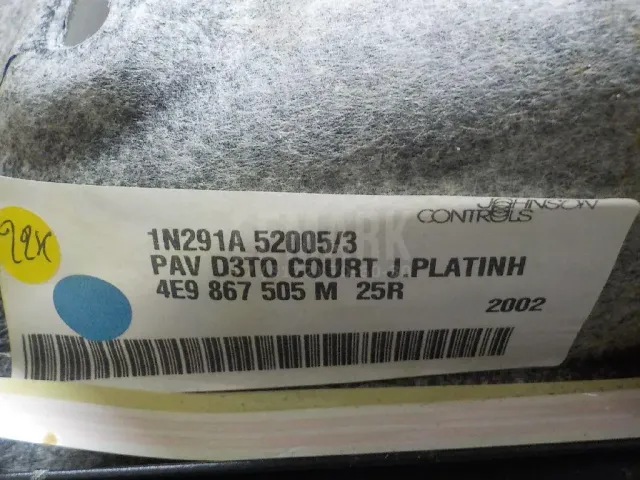 JOHNSON
CONTROLS
1N291A 52005/3
PAV D3TO COURT J.PLATINH
4E9 867 505 M 25R
2002